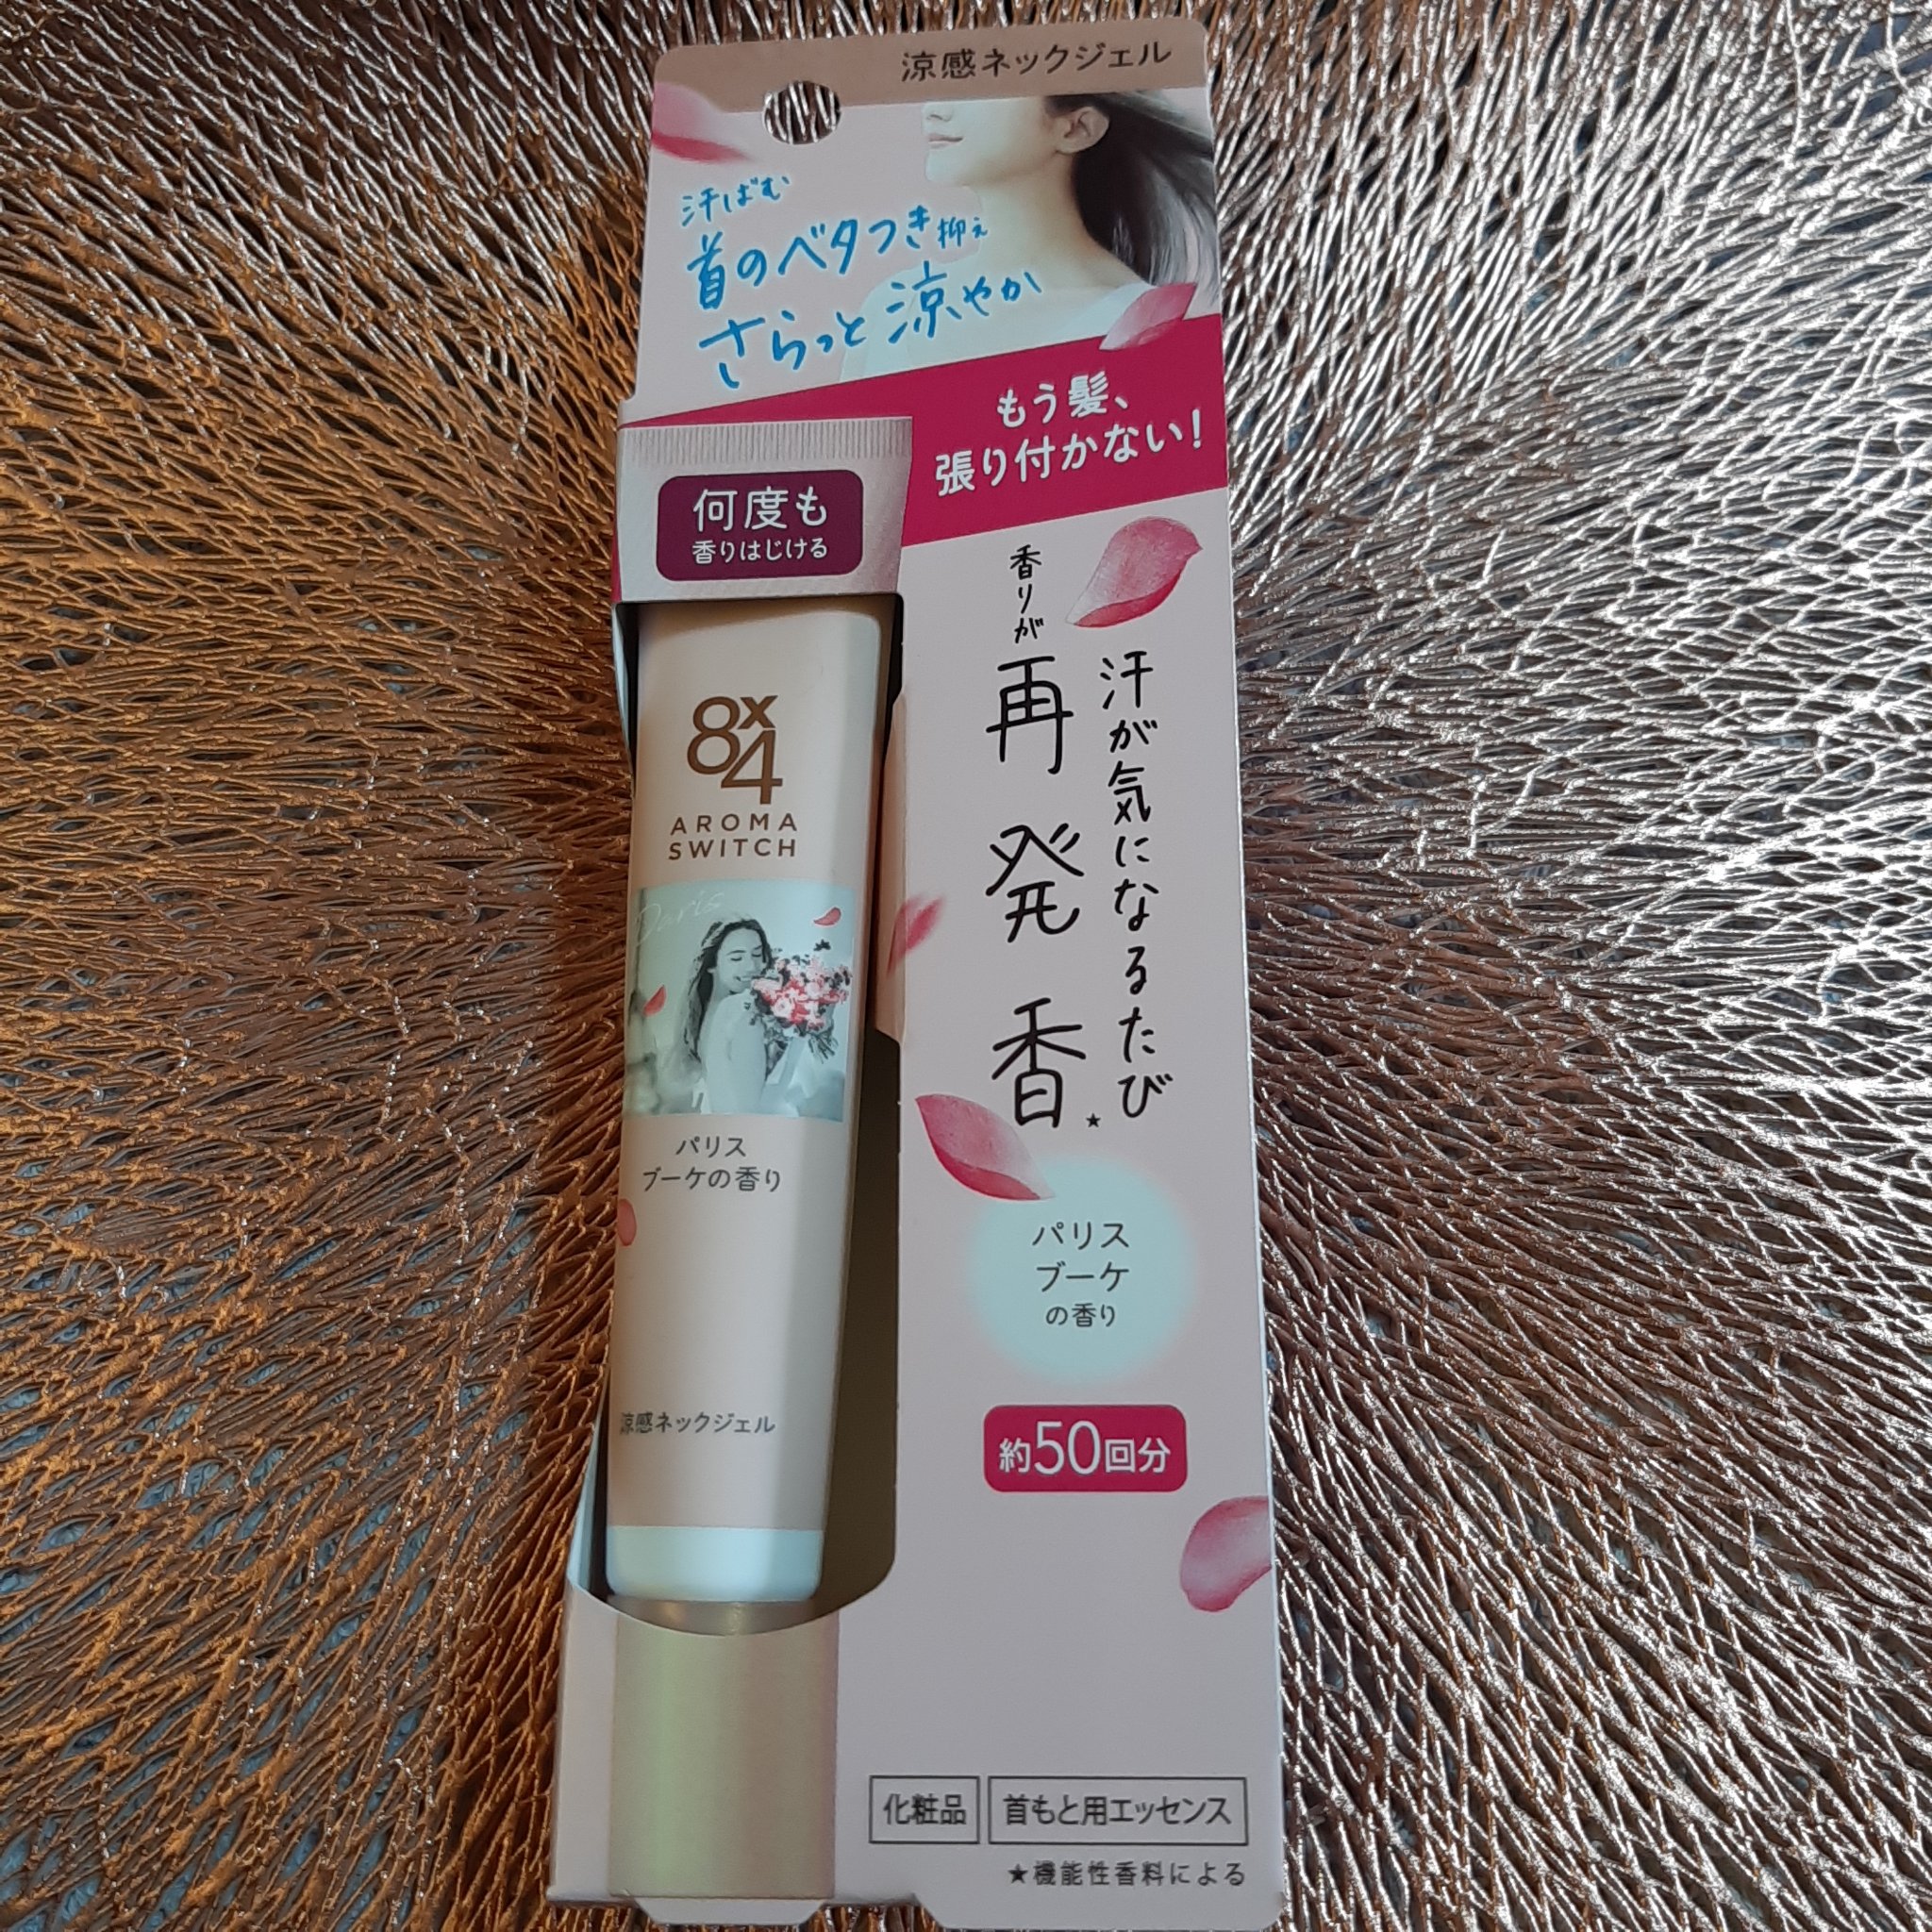 涼感ネックジェル
汗ばむ
首のベタつき抑え
さらっと涼やか
もう髪、
張り付かない!
何度も
香りはじける
汗が気になるたび
香りが再発香★
8x4
AROMA
SWITCH
Paris
パリス
ブーケの香り
涼感ネックジェル
パリス
ブーケ
の香り
約50回分
化粧品 首もと用エッセンス
★機能性香料による